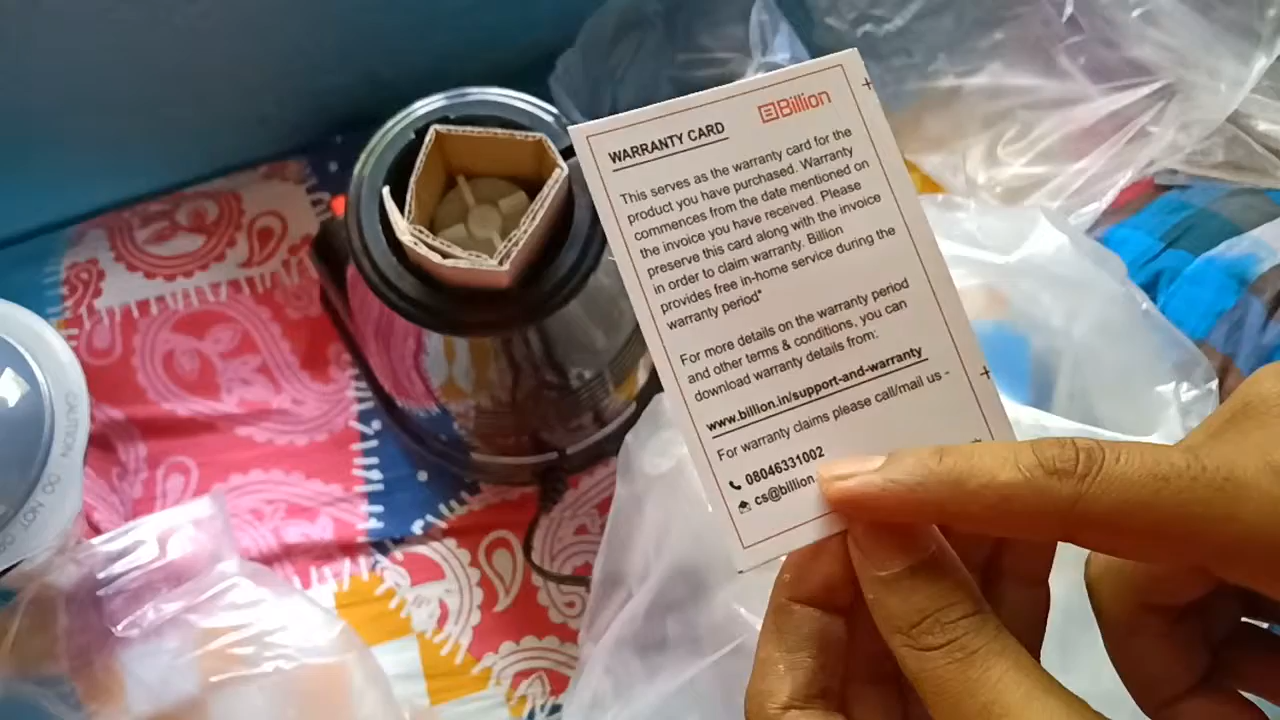 Billion
WARRANTY CARD
This serves as the warranty card for the
product you have purchased. Warranty
commences from the date mentioned on
the invoice you have received. Please
preserve this card along with the invoice
in order to claim warranty. Billion
provides free in-home service during the
warranty period*
For more details on the warranty period
and other terms & conditions, you can
download warranty details from:
www.billion.in/support-and-warranty
For warranty claims please call/mail us -
08046331002
cs@billion
CAUTION DO NOT